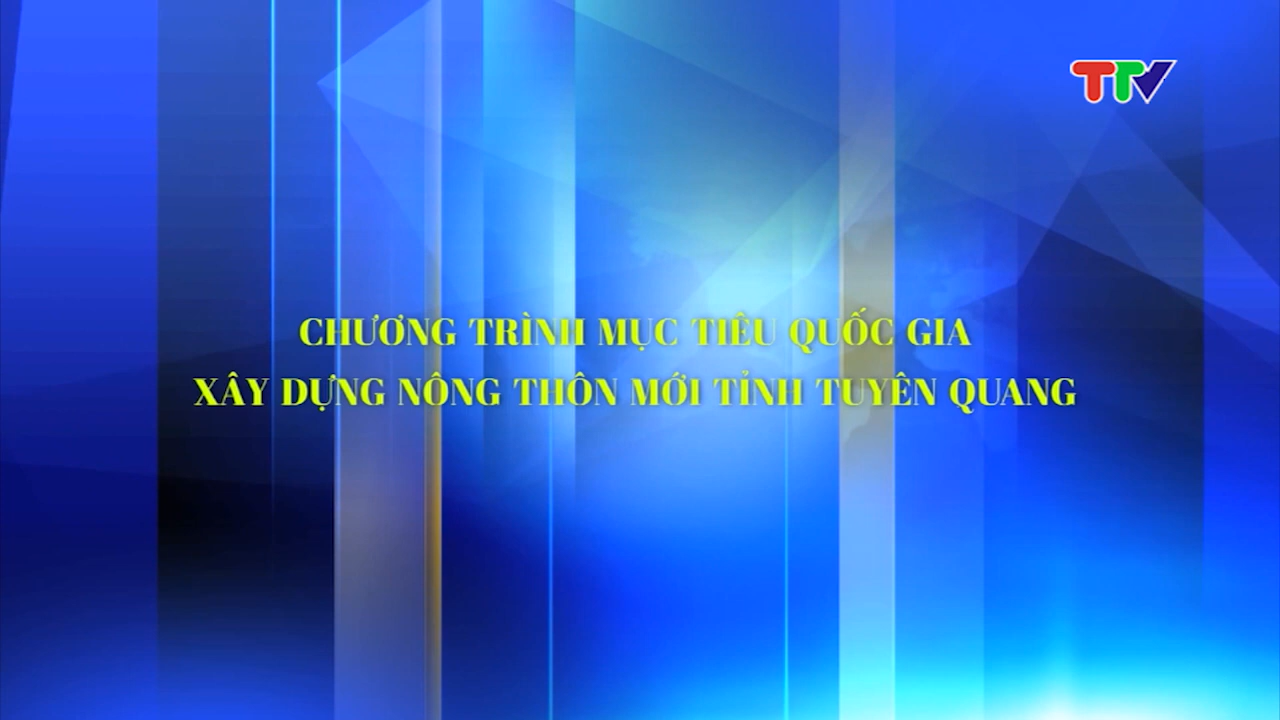 TTV
CHƯƠNG TRÌNH MỤC TIÊU QUỐC GIA
XÂY DỰNG NÔNG THÔN MỚI TỈNH TUYÊN QUANG